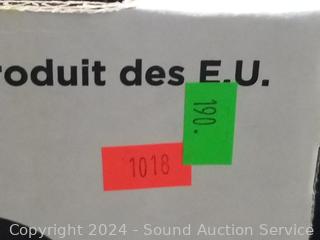 roduit des E.U.
190.
1018
Copyright © 2024 - Sound Auction Service